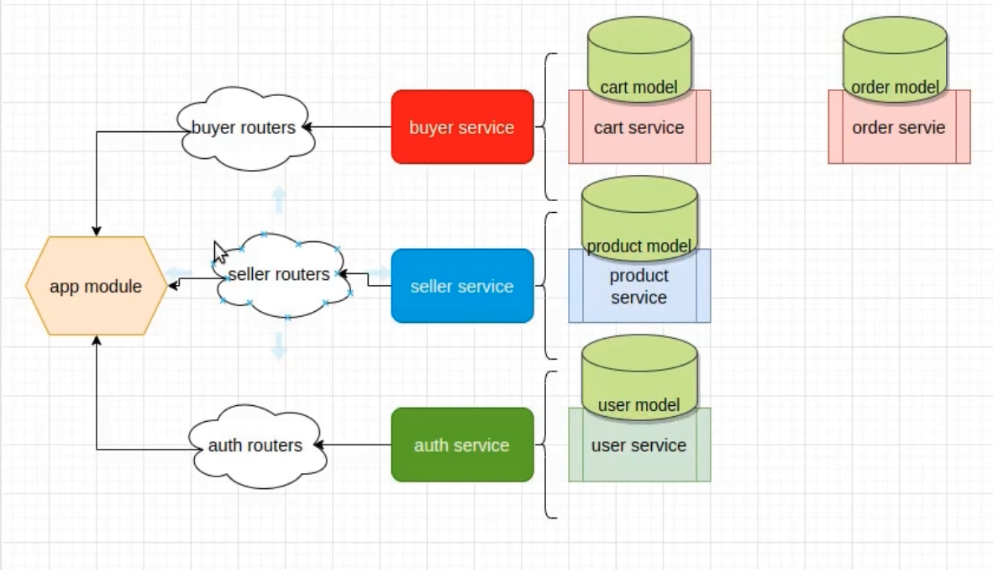 cart model
order model
buyer routers
buyer service
cart service
order servie
product model
seller routers
app module
seller service
product
service
user model
auth routers
auth service
user service